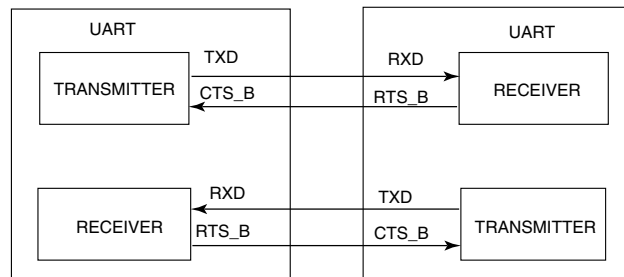 UART
UART
TXD
RXD
TRANSMITTER
CTS_B
RTS_B
RECEIVER
RXD
TXD
RECEIVER
RTS_B
CTS_B
TRANSMITTER